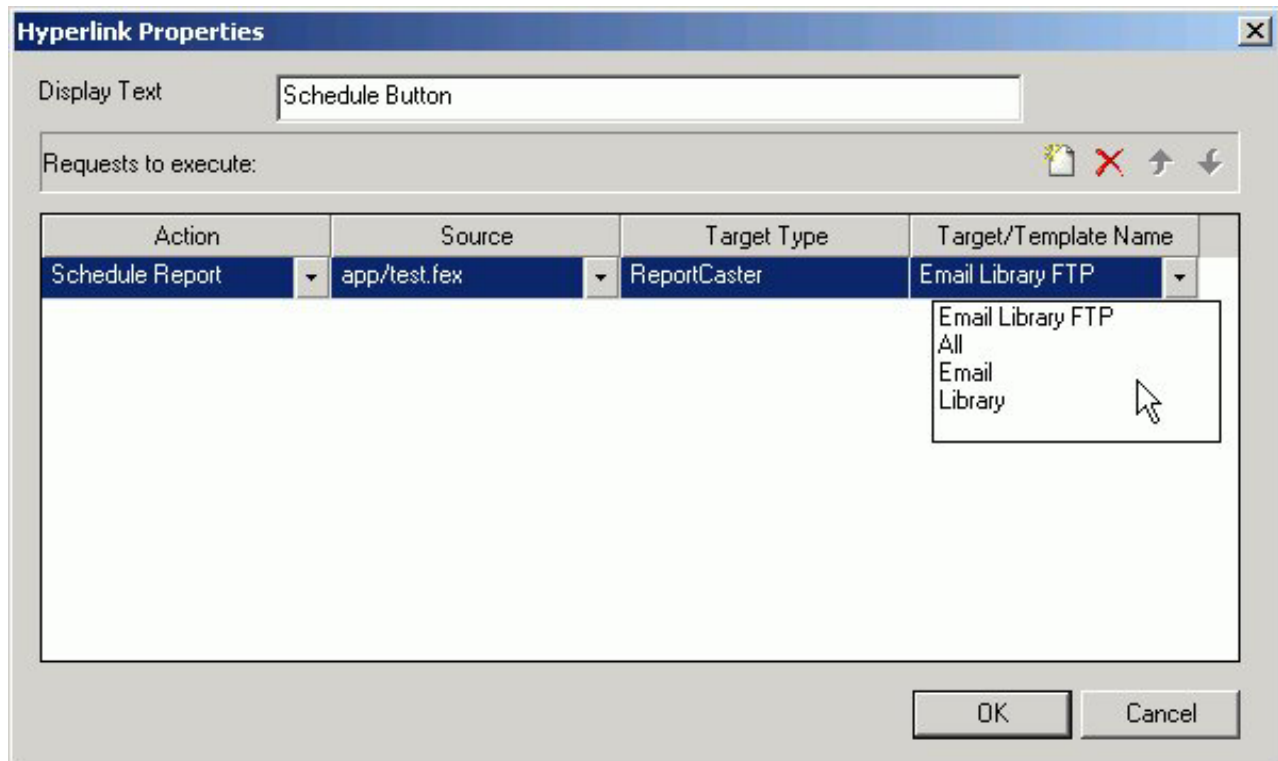 Hyperlink Properties
Display Text Schedule Button
Requests to execute:
Action Source Target Type Target/Template Name
Schedule Report app/test.fex ReportCaster Email Library FTP
Email Library FTP
All
Email
Library
OK Cancel